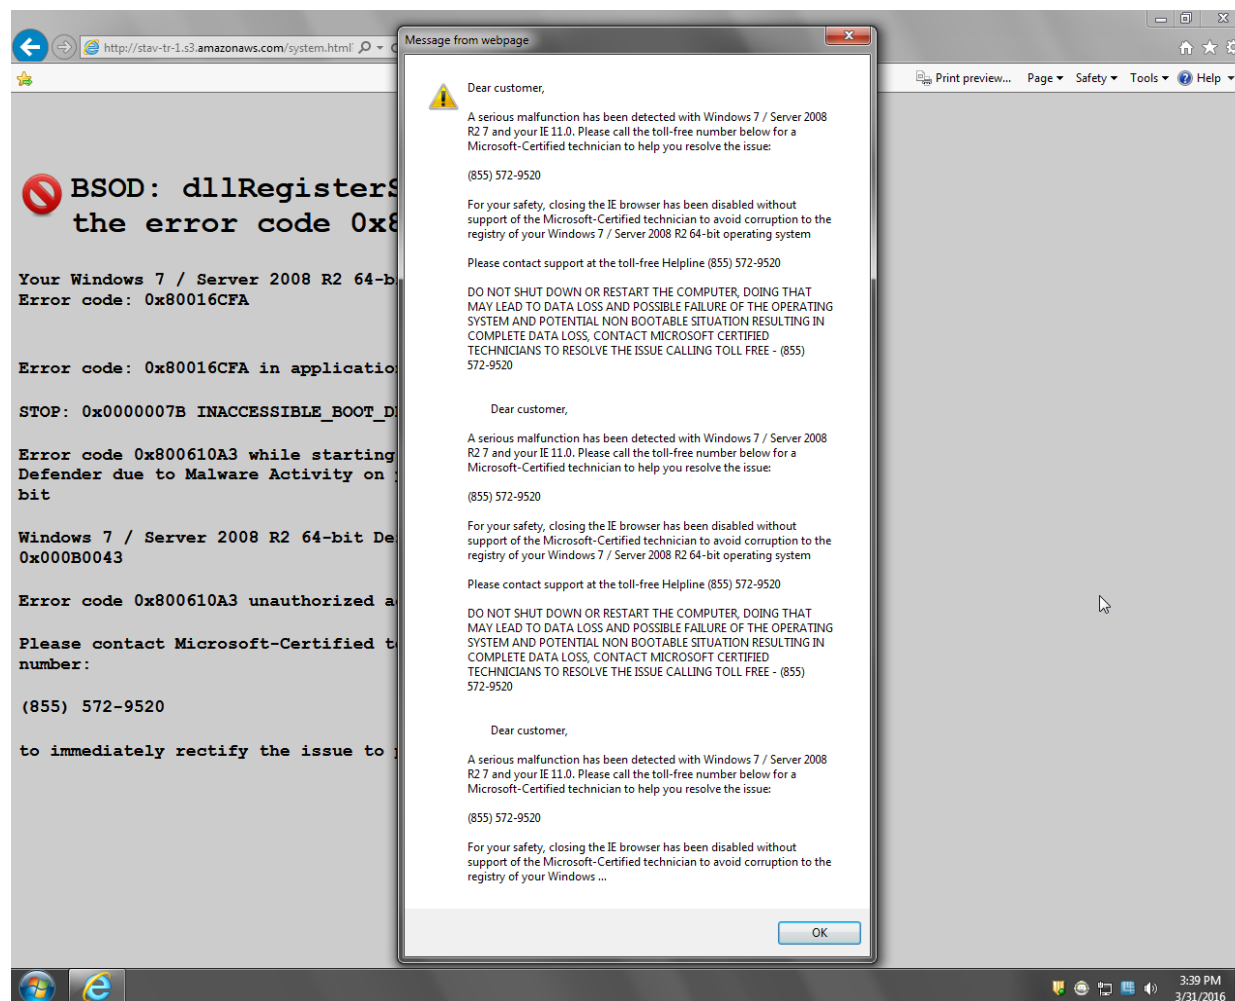 http://stav-tr-1.s3.amazonaws.com/system.html
Message from webpage
Print preview...
Page
Safety
Tools
Help
BSOD: dllRegisterS
the error code 0x8
Your Windows 7 / Server 2008 R2 64-b
Error code: 0x80016CFA
Error code: 0x80016CFA in applicatio
STOP: 0x0000007B INACCESSIBLE_BOOT_D
Error code 0x800610A3 while starting
Defender due to Malware Activity on
bit
Windows 7 / Server 2008 R2 64-bit De
0x000B0043
Error code 0x800610A3 unauthorized a
Please contact Microsoft-Certified te
number:
(855) 572-9520
to immediately rectify the issue to
Dear customer,
A serious malfunction has been detected with Windows 7 / Server 2008
R2 7 and your IE 11.0. Please call the toll-free number below for a
Microsoft-Certified technician to help you resolve the issue:
(855) 572-9520
For your safety, closing the IE browser has been disabled without
support of the Microsoft-Certified technician to avoid corruption to the
registry of your Windows 7 / Server 2008 R2 64-bit operating system
Please contact support at the toll-free Helpline (855) 572-9520
DO NOT SHUT DOWN OR RESTART THE COMPUTER, DOING THAT
MAY LEAD TO DATA LOSS AND POSSIBLE FAILURE OF THE OPERATING
SYSTEM AND POTENTIAL NON BOOTABLE SITUATION RESULTING IN
COMPLETE DATA LOSS, CONTACT MICROSOFT CERTIFIED
TECHNICIANS TO RESOLVE THE ISSUE CALLING TOLL FREE - (855)
572-9520
Dear customer,
A serious malfunction has been detected with Windows 7 / Server 2008
R2 7 and your IE 11.0. Please call the toll-free number below for a
Microsoft-Certified technician to help you resolve the issue:
(855) 572-9520
For your safety, closing the IE browser has been disabled without
support of the Microsoft-Certified technician to avoid corruption to the
registry of your Windows 7 / Server 2008 R2 64-bit operating system
Please contact support at the toll-free Helpline (855) 572-9520
DO NOT SHUT DOWN OR RESTART THE COMPUTER, DOING THAT
MAY LEAD TO DATA LOSS AND POSSIBLE FAILURE OF THE OPERATING
SYSTEM AND POTENTIAL NON BOOTABLE SITUATION RESULTING IN
COMPLETE DATA LOSS, CONTACT MICROSOFT CERTIFIED
TECHNICIANS TO RESOLVE THE ISSUE CALLING TOLL FREE - (855)
572-9520
Dear customer,
A serious malfunction has been detected with Windows 7 / Server 2008
R2 7 and your IE 11.0. Please call the toll-free number below for a
Microsoft-Certified technician to help you resolve the issue:
(855) 572-9520
For your safety, closing the IE browser has been disabled without
support of the Microsoft-Certified technician to avoid corruption to the
registry of your Windows ...
OK
3:39 PM
3/31/2016